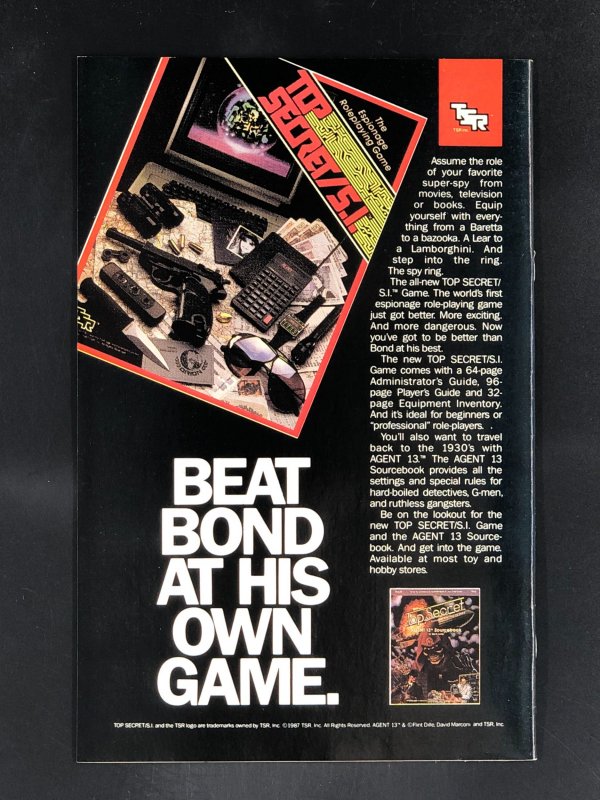 TOP
SECRET/S.I.
The
Espionage
Roleplaying Game
TSR
TSR
TSR Inc.
Assume the role
of your favorite
super-spy from
movies, television
or books. Equip
yourself with every-
thing from a Baretta
to a bazooka. A Lear to
a Lamborghini. And
step into the ring.
The spy ring.
The all-new TOP SECRET/
S.I.™ Game. The world's first
espionage role-playing game
just got better. More exciting.
And more dangerous. Now
you've got to be better than
Bond at his best.
The new TOP SECRET/S.I.
Game comes with a 64-page
Administrator's Guide, 96-
page Player's Guide and 32-
page Equipment Inventory.
And it's ideal for beginners or
"professional" role-players.
You'll also want to travel
back to the 1930's with
AGENT 13.™ The AGENT 13
Sourcebook provides all the
settings and special rules for
hard-boiled detectives, G-men,
and ruthless gangsters.
Be on the lookout for the
new TOP SECRET/S.I. Game
and the AGENT 13 Source-
book. And get into the game.
Available at most toy and
hobby stores.
BEAT
BOND
AT HIS
OWN
GAME.
Top Secret
Agent 13™ Sourcebook
TOP SECRET/S.I. and the TSR logo are trademarks owned by TSR, Inc. ©1987 TSR, Inc. All Rights Reserved. AGENT 13™ & ©Flint Dille, David Marconi and TSR, Inc.